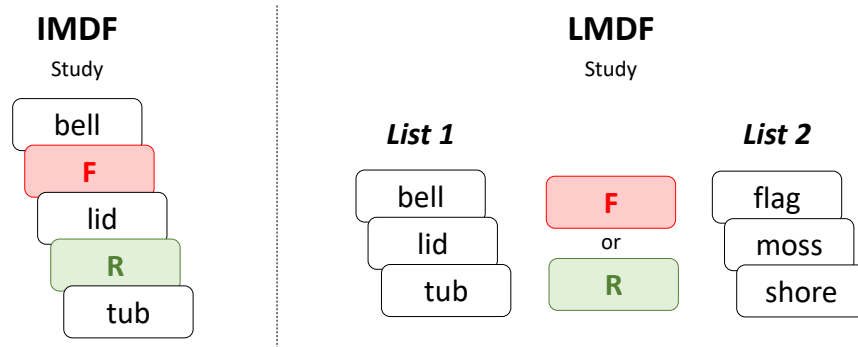 IMDF
Study
bell
F
lid
R
tub
LMDF
Study
List 1
bell
lid
tub
F
or
R
List 2
flag
moss
shore